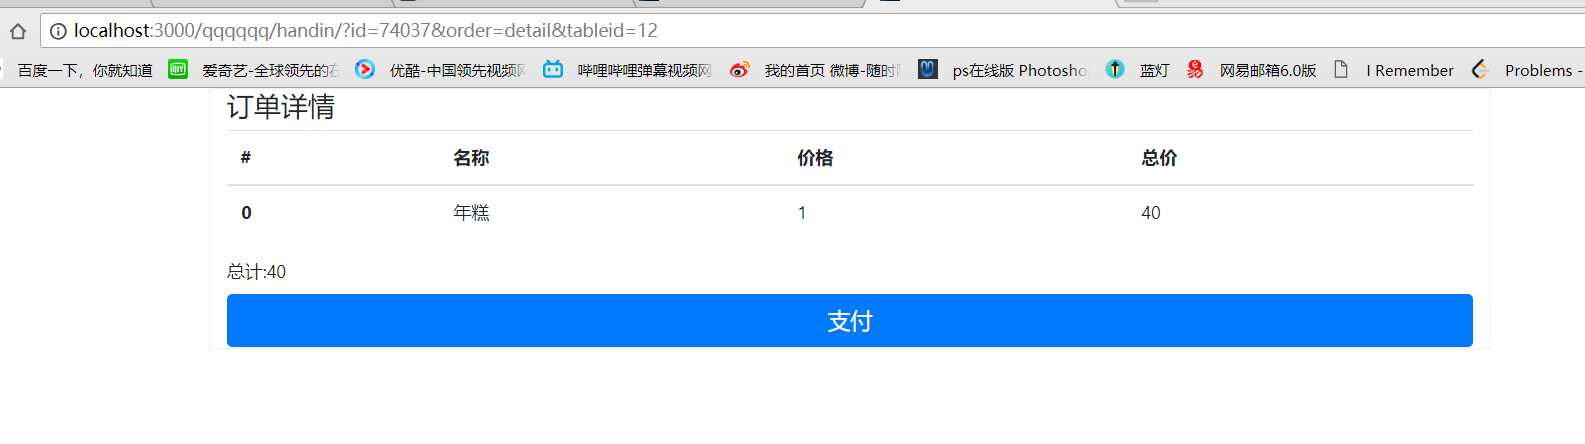 localhost:3000/qqqqqq/handin/?id=74037&order=detail&tableid=12
百度一下，你就知道 爱奇艺-全球领先的在 优酷-中国领先视频网 哔哩哔哩弹幕视频网 我的首页 微博-随时 ps在线版 Photosho 蓝灯 网易邮箱6.0版 I Remember Problems -
订单详情
# 名称 价格 总价
0 年糕 1 40
总计:40
支付